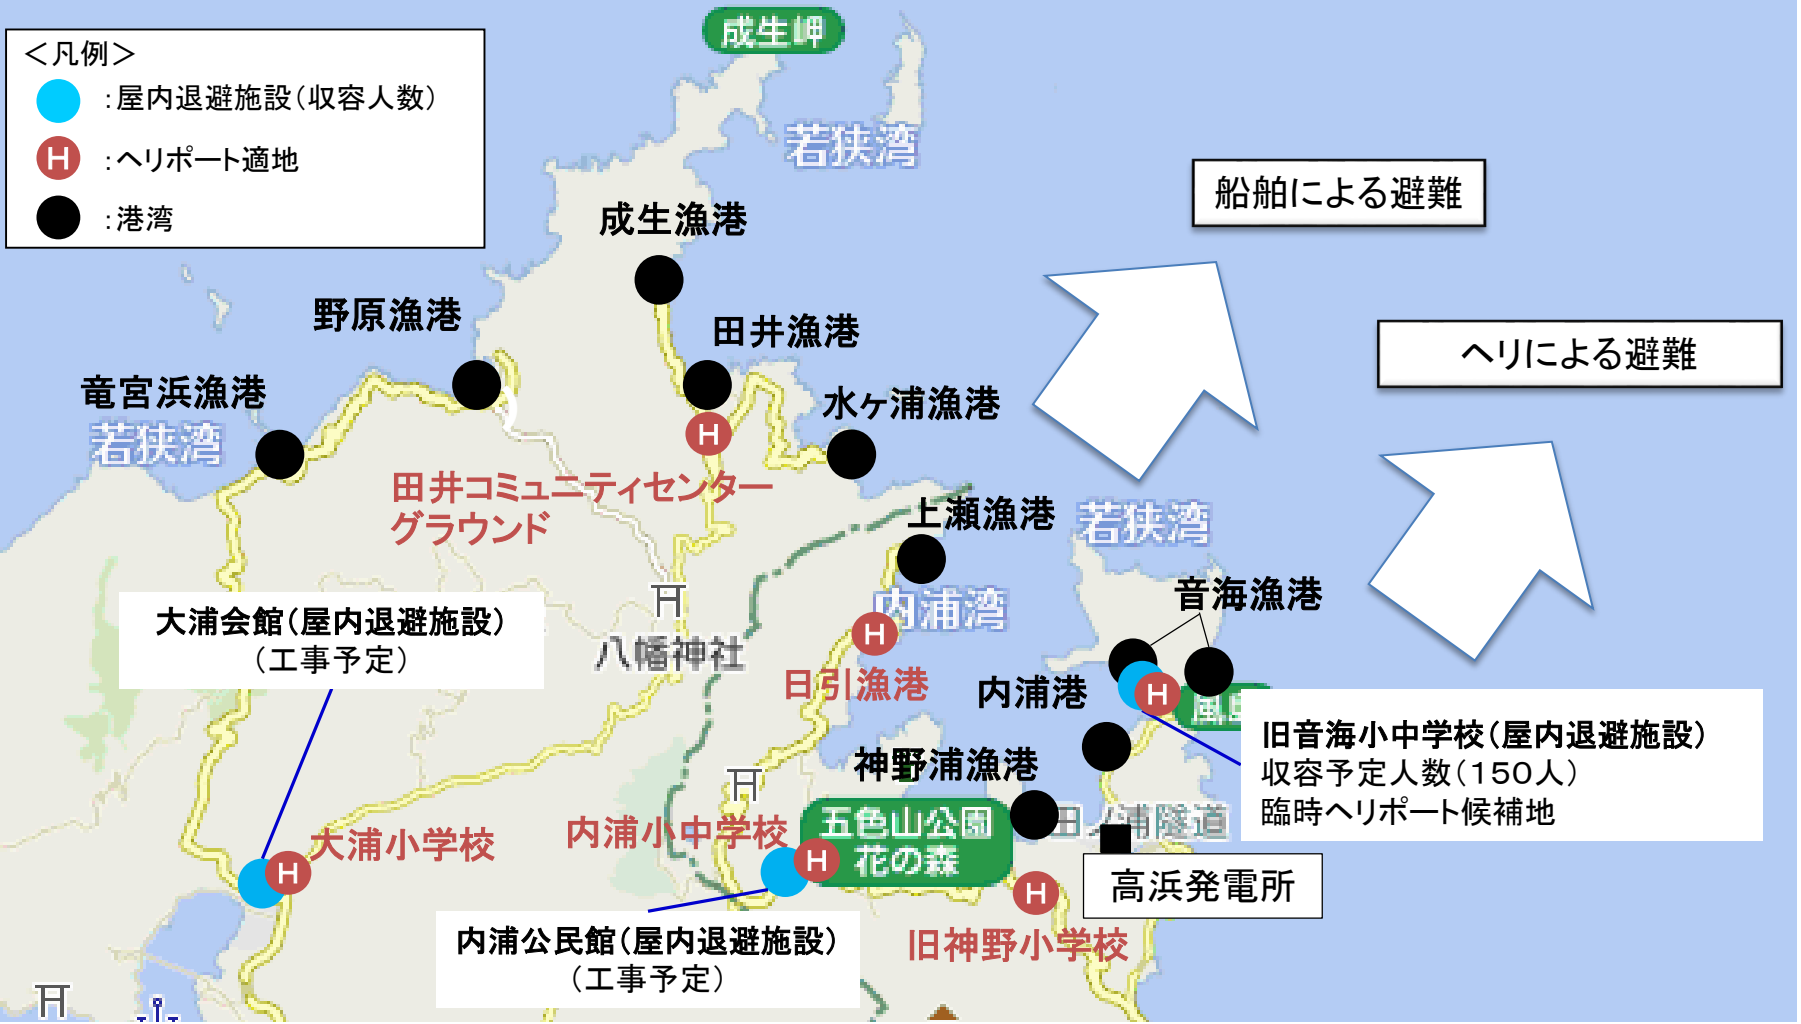 成生岬
＜凡例＞
：屋内退避施設（収容人数）
H
：ヘリポート適地
：港湾
若狭湾
船舶による避難
成生漁港
野原漁港
田井漁港
ヘリによる避難
竜宮浜漁港
水ヶ浦漁港
若狭湾
H
田井コミュニティセンター
グラウンド
上瀬漁港
若狭湾
音海漁港
内浦湾
大浦会館（屋内退避施設）
（工事予定）
H
八幡神社
日引漁港
内浦港
H
旧音海小中学校（屋内退避施設）
収容予定人数（１５０人）
臨時ヘリポート候補地
神野浦漁港
大浦小学校
内浦小中学校
五色山公園
花の森
浦隧道
H
H
高浜発電所
H
内浦公民館（屋内退避施設）
（工事予定）
旧神野小学校